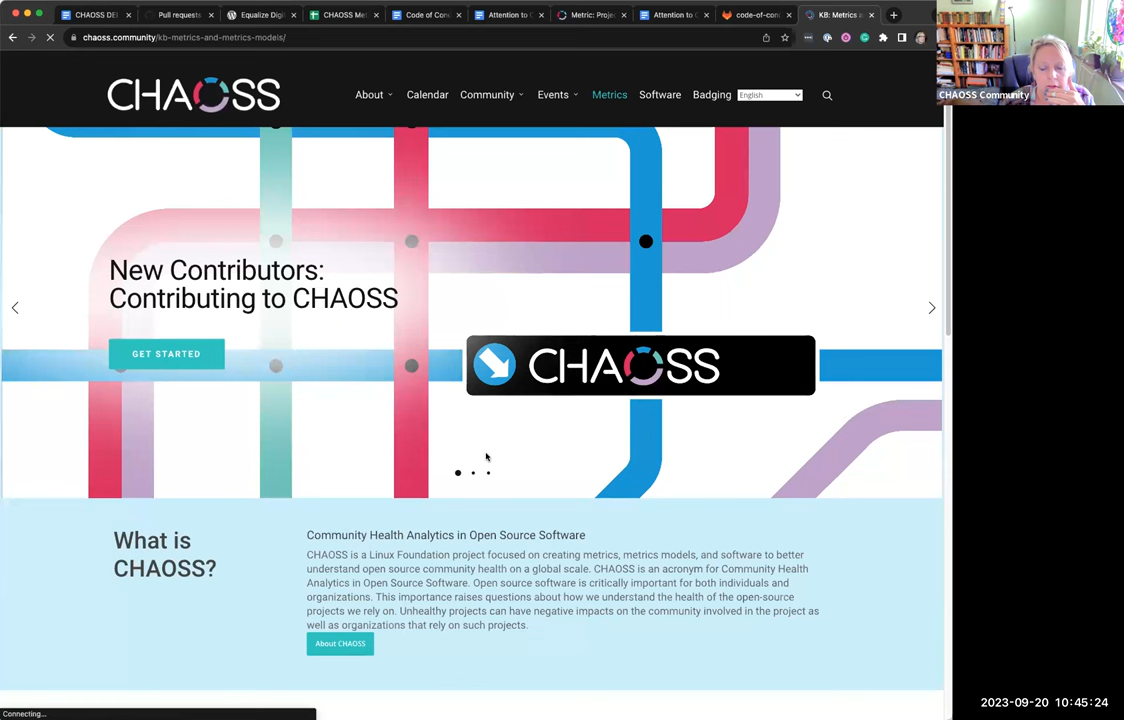 CHAOSS DE
Pull requests
Equalize Digi
CHAOSS Me
Code of Con
Attention to
Metric: Proje
Attention to
code-of-cond
KB: Metrics a
chaoss.community/kb-metrics-and-metrics-models/
CHAOSS Community
CHAOSS
About
Calendar
Community
Events
Metrics
Software
Badging
English
New Contributors:
Contributing to CHAOSS
GET STARTED
CHAOSS
What is
CHAOSS?
Community Health Analytics in Open Source Software
CHAOSS is a Linux Foundation project focused on creating metrics, metrics models, and software to better
understand open source community health on a global scale. CHAOSS is an acronym for Community Health
Analytics in Open Source Software. Open source software is critically important for both individuals and
organizations. This importance raises questions about how we understand the health of the open-source
projects we rely on. Unhealthy projects can have negative impacts on the community involved in the project as
well as organizations that rely on such projects.
About CHAOSS
2023-09-20 10:45:24
Connecting...